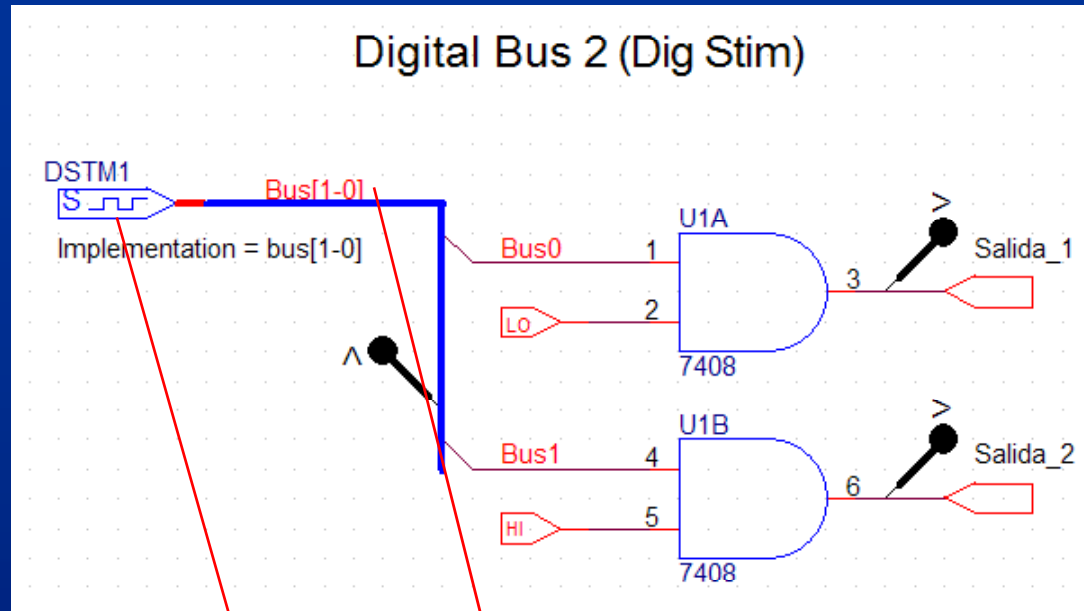 Digital Bus 2 (Dig Stim)
DSTM1
S
Bus[1-0]
Implementation = bus[1-0]
U1A
>
Salida_1
Bus0
1
3
LO
2
7408
V
U1B
>
Salida_2
Bus1
4
6
HI
5
7408